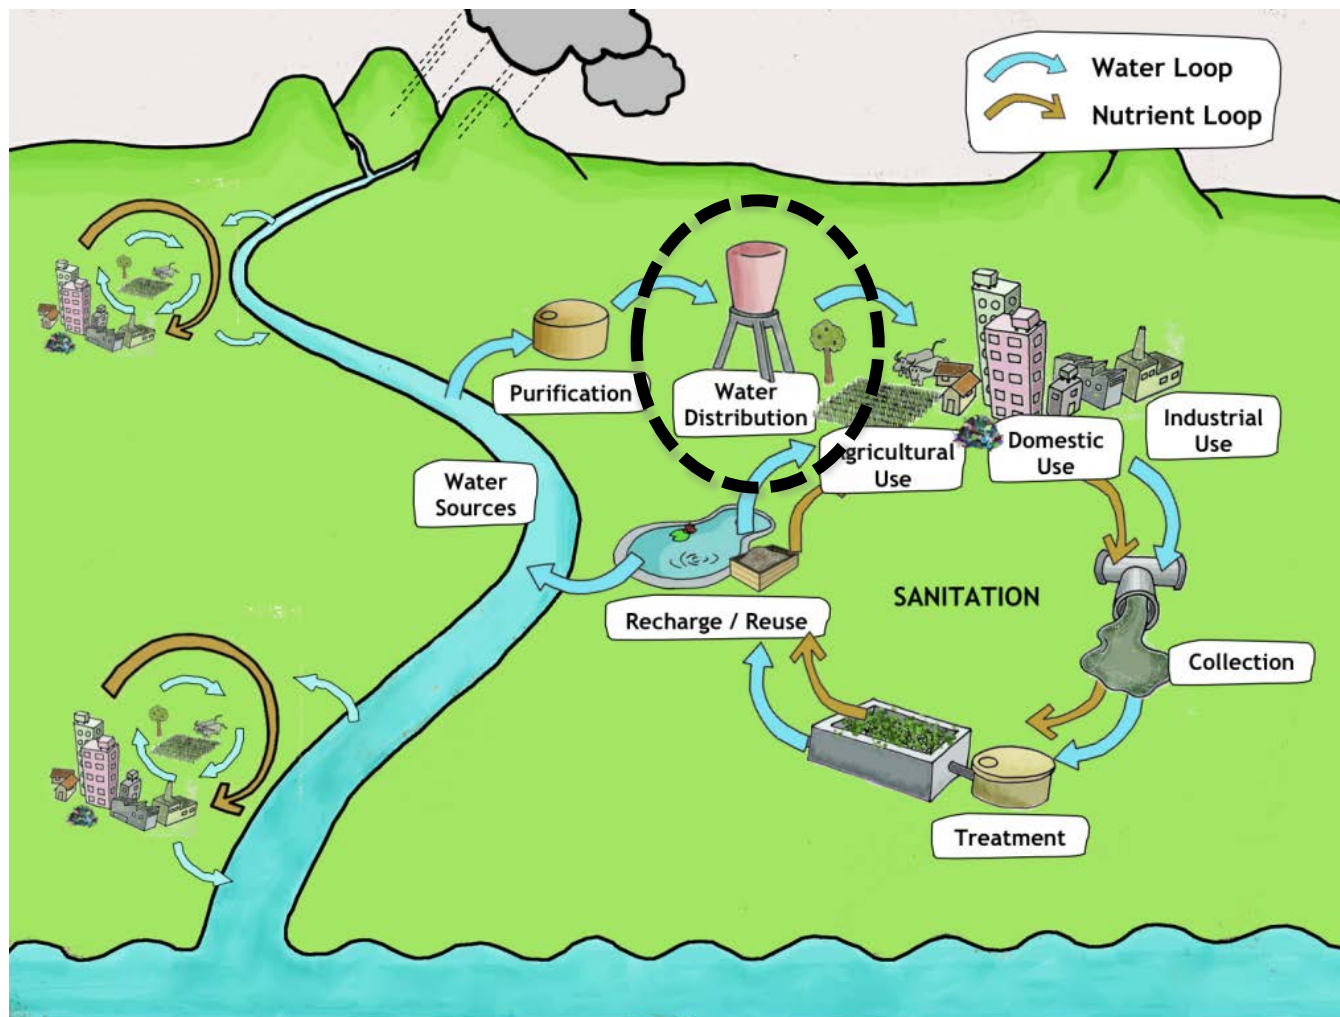 Water Loop
Nutrient Loop
Purification
Water
Distribution
Agricultural
Use
Domestic
Use
Industrial
Use
Water
Sources
SANITATION
Recharge / Reuse
Collection
Treatment